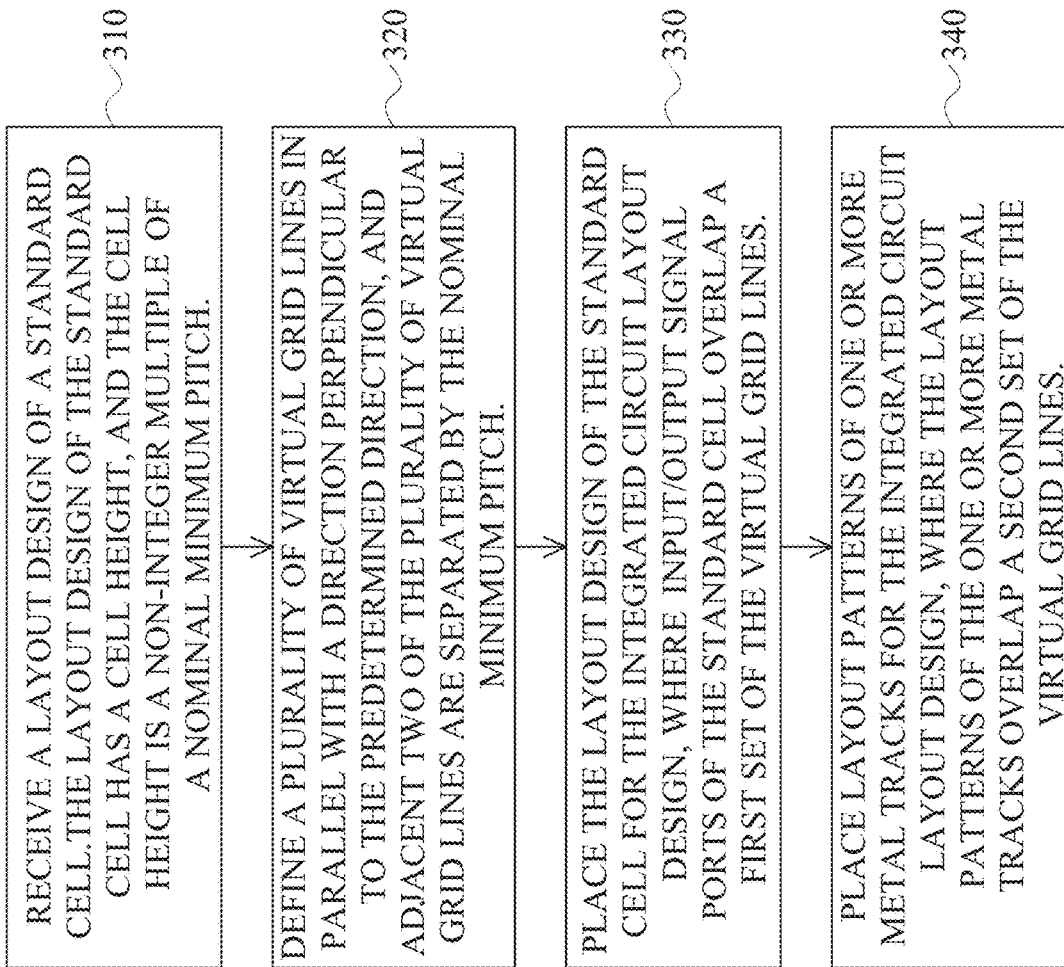 RECEIVE A LAYOUT DESIGN OF A STANDARD
CELL.THE LAYOUT DESIGN OF THE STANDARD
CELL HAS A CELL HEIGHT, AND THE CELL
HEIGHT IS A NON-INTEGER MULTIPLE OF
A NOMINAL MINIMUM PITCH.
310
DEFINE A PLURALITY OF VIRTUAL GRID LINES IN
PARALLEL WITH A DIRECTION PERPENDICULAR
TO THE PREDETERMINED DIRECTION, AND
ADJACENT TWO OF THE PLURALITY OF VIRTUAL
GRID LINES ARE SEPARATED BY THE NOMINAL
MINIMUM PITCH.
320
PLACE THE LAYOUT DESIGN OF THE STANDARD
CELL FOR THE INTEGRATED CIRCUIT LAYOUT
DESIGN, WHERE INPUT/OUTPUT SIGNAL
PORTS OF THE STANDARD CELL OVERLAP A
FIRST SET OF THE VIRTUAL GRID LINES.
330
PLACE LAYOUT PATTERNS OF ONE OR MORE
METAL TRACKS FOR THE INTEGRATED CIRCUIT
LAYOUT DESIGN, WHERE THE LAYOUT
PATTERNS OF THE ONE OR MORE METAL
TRACKS OVERLAP A SECOND SET OF THE
VIRTUAL GRID LINES.
340